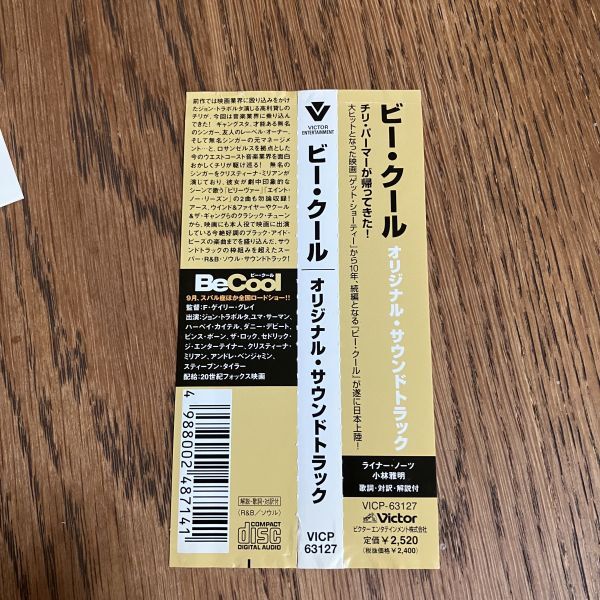 前作では映画業界に殴り込みをかけ
たジョン・トラボルタ演じる高利貸しの
チリが、今回は音楽業界に乗り込ん
できた! ギャングスタ、才能ある無名
のシンガー、友人のレーベル・オーナー、
そして無名シンガーの元マネージメ
ント…と、ロサンゼルスを拠点とした
今のウエストコースト音楽業界を面白
おかしくチリが駆け巡る! 無名の
シンガーをクリスティーナ・ミリアンが
演じており、彼女が劇中印象的な
シーンで歌う「ビリーヴァー」「エイント・
ノー・リーズン」の2曲も勿論収録!
アース、ウインド&ファイヤーやクール
&ザ・ギャングらのクラシック・チューン
から、映画にも本人役で映画に出演
している今絶好調のブラック・アイド・
ピーズの楽曲までを盛り込んだ、サウ
ンドトラックの枠組みを超えたスー
パー・R&B・ソウル・サウンドトラック!
ビー・クール
BeCool
9月、スバル座ほか全国ロードショー!!
監督:F・ゲイリー・グレイ
出演:ジョン・トラボルタ、ユマ・サーマン、
ハーベイ・カイテル、ダニー・デビート、
ビンス・ボーン、ザ・ロック、セドリック・
ジ・エンターテイナー、クリスティーナ・
ミリアン、アンドレ・ベンジャミン、
スティーブン・タイラー
配給:20世紀フォックス映画
4988002487141
解説・歌詞・対訳付
(R&B/ソウル)
COMPACT
disc
DIGITAL AUDIO
VICTOR
ENTERTAINMENT
ビー・クール
オリジナル・サウンドトラック
VICP
63127
ビー・クール オリジナル・サウンドトラック
チリ・パーマーが帰ってきた!
大ヒットとなった映画『ゲット・ショーティー』から10年、続編となる『ビー・クール』が遂に日本上陸!
ライナー・ノーツ
小林雅明
歌詞・対訳・解説付
VICP-63127
Victor
ビクターエンタテインメント株式会社
定価¥2,520
(税抜価格¥2,400)